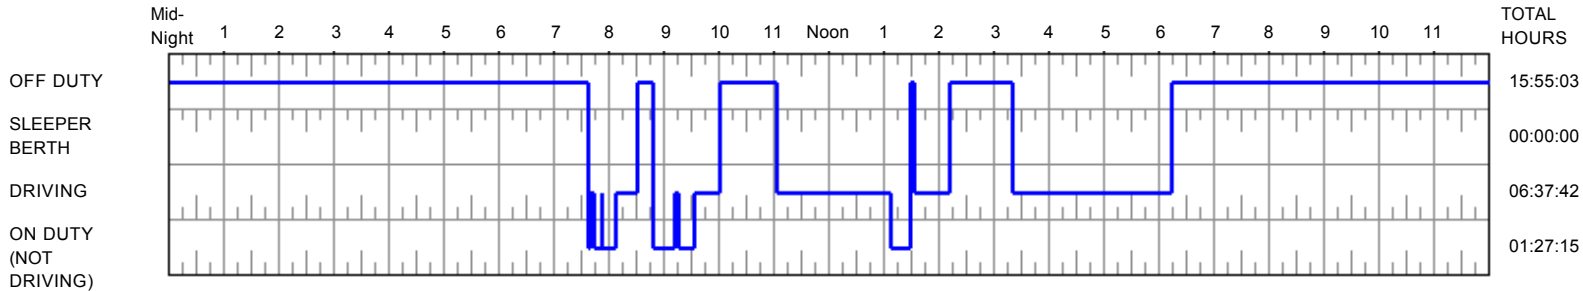 Mid-
Night 1 2 3 4 5 6 7 8 9 10 11 Noon 1 2 3 4 5 6 7 8 9 10 11
TOTAL
HOURS
OFF DUTY 15:55:03
SLEEPER
BERTH 00:00:00
DRIVING 06:37:42
ON DUTY
(NOT
DRIVING) 01:27:15